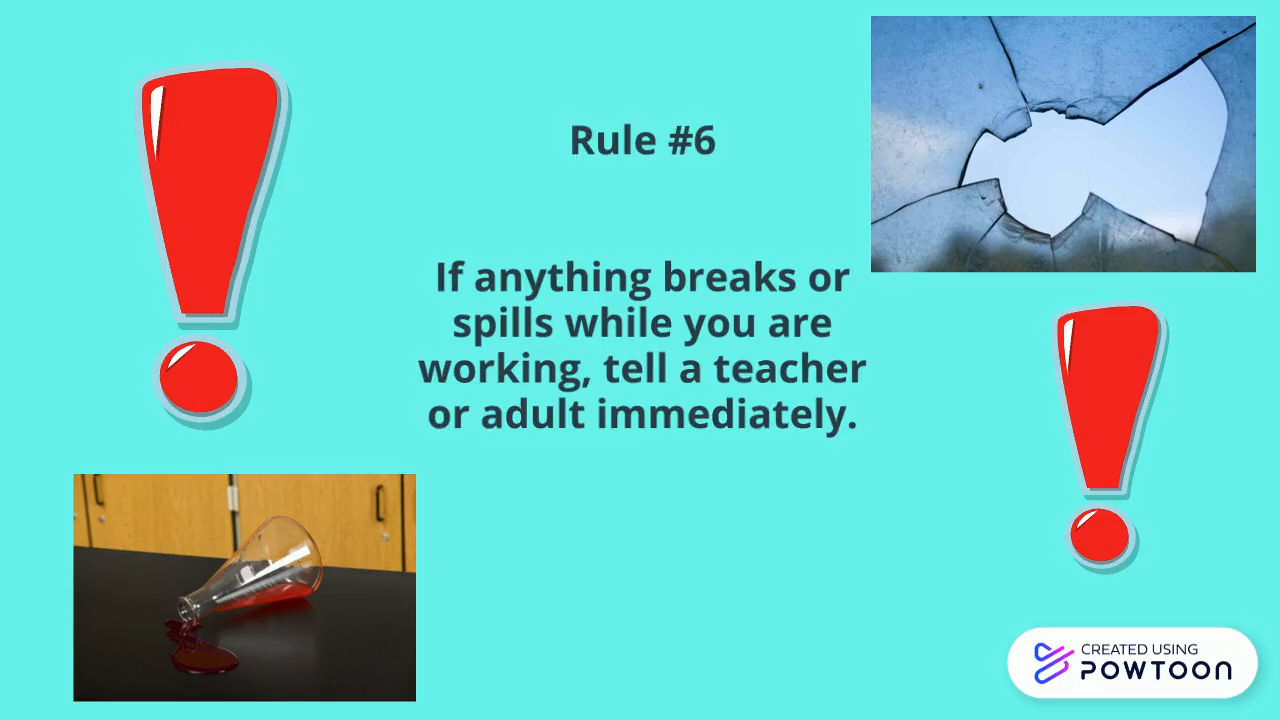 Rule #6
If anything breaks or
spills while you are
working, tell a teacher
or adult immediately.
CREATED USING
POWTOON